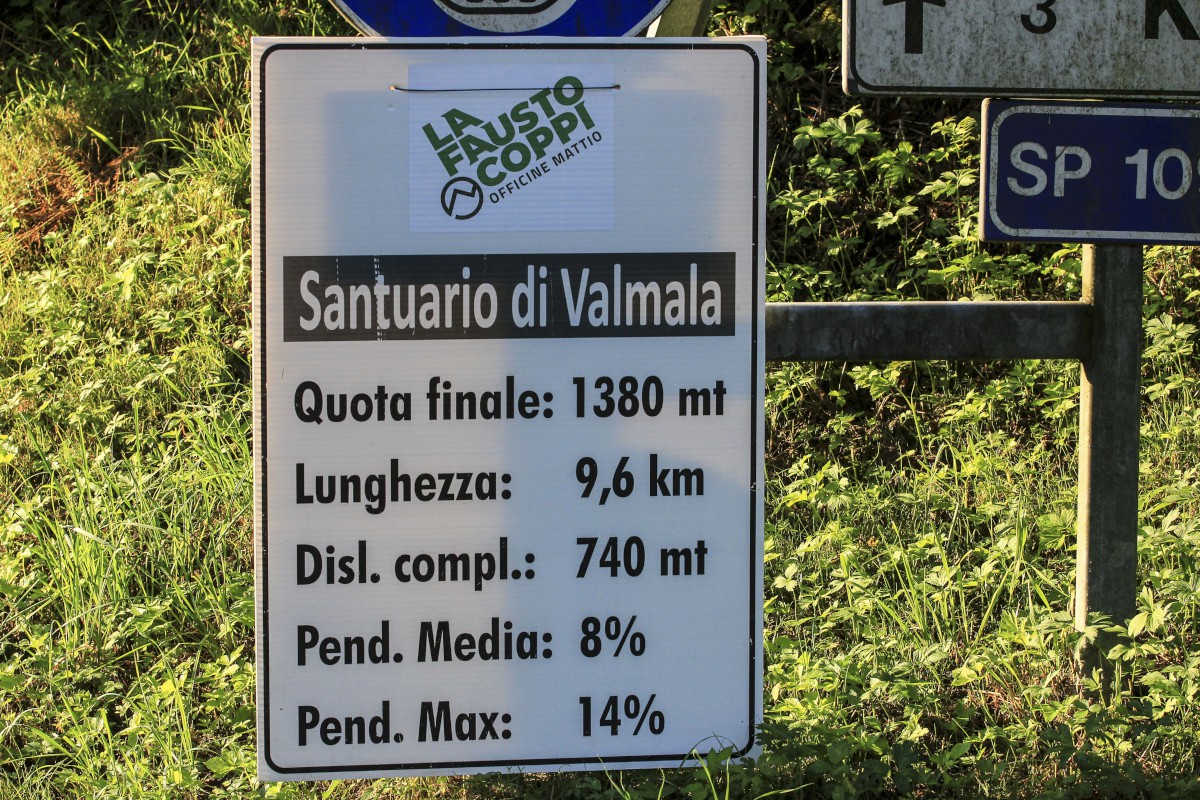 LA
FAUSTO
COPPI
OFFICINE MATTIO
Santuario di Valmala
Quota finale: 1380 mt
Lunghezza: 9,6 km
Disl. compl.: 740 mt
Pend. Media: 8%
Pend. Max: 14%
3 K
SP 10